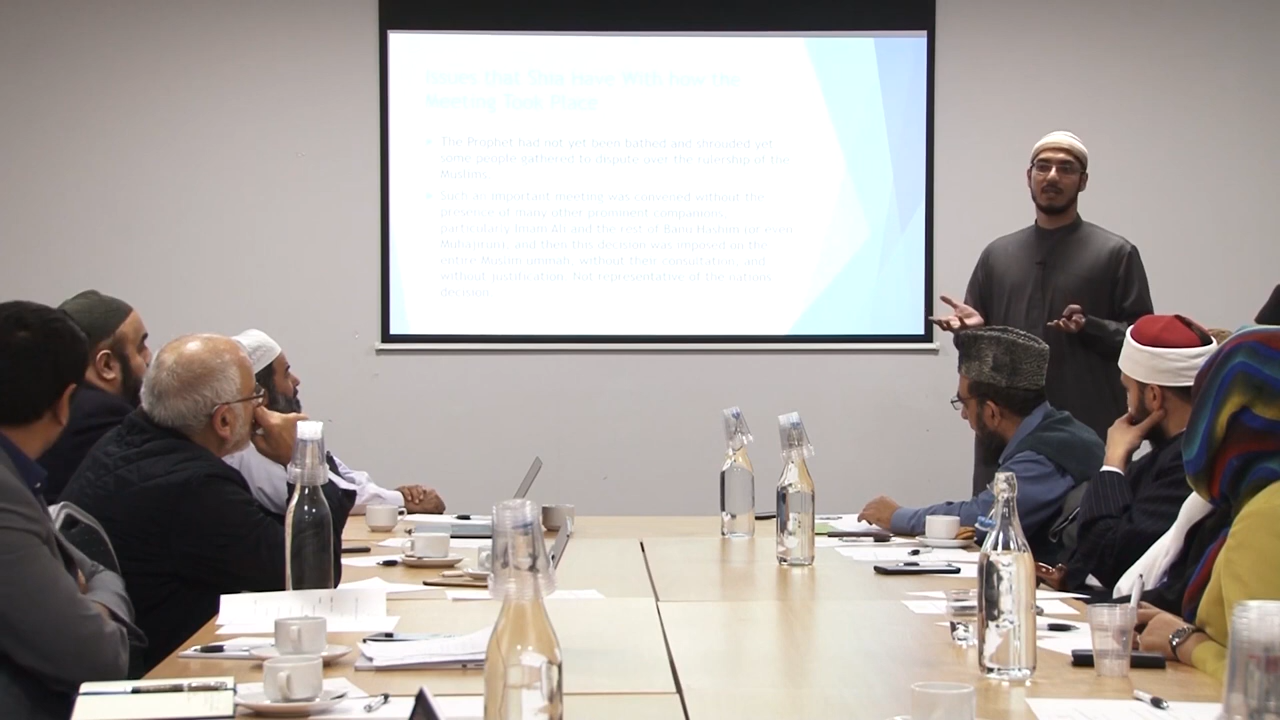 Issues that Shia Have With how the
Meeting Took Place
The Prophet had not yet been bathed and shrouded yet
some people gathered to dispute over the rulership of the
Muslims
Such an important meeting was convened without the
presence of many other prominent companions,
particularly Imam Ali and the rest of Banu Hashim (or even
Muhajirun), and then this decision was imposed on the
entire Muslim ummah, without their consultation, and
without justification. Not representative of the nations
decision.